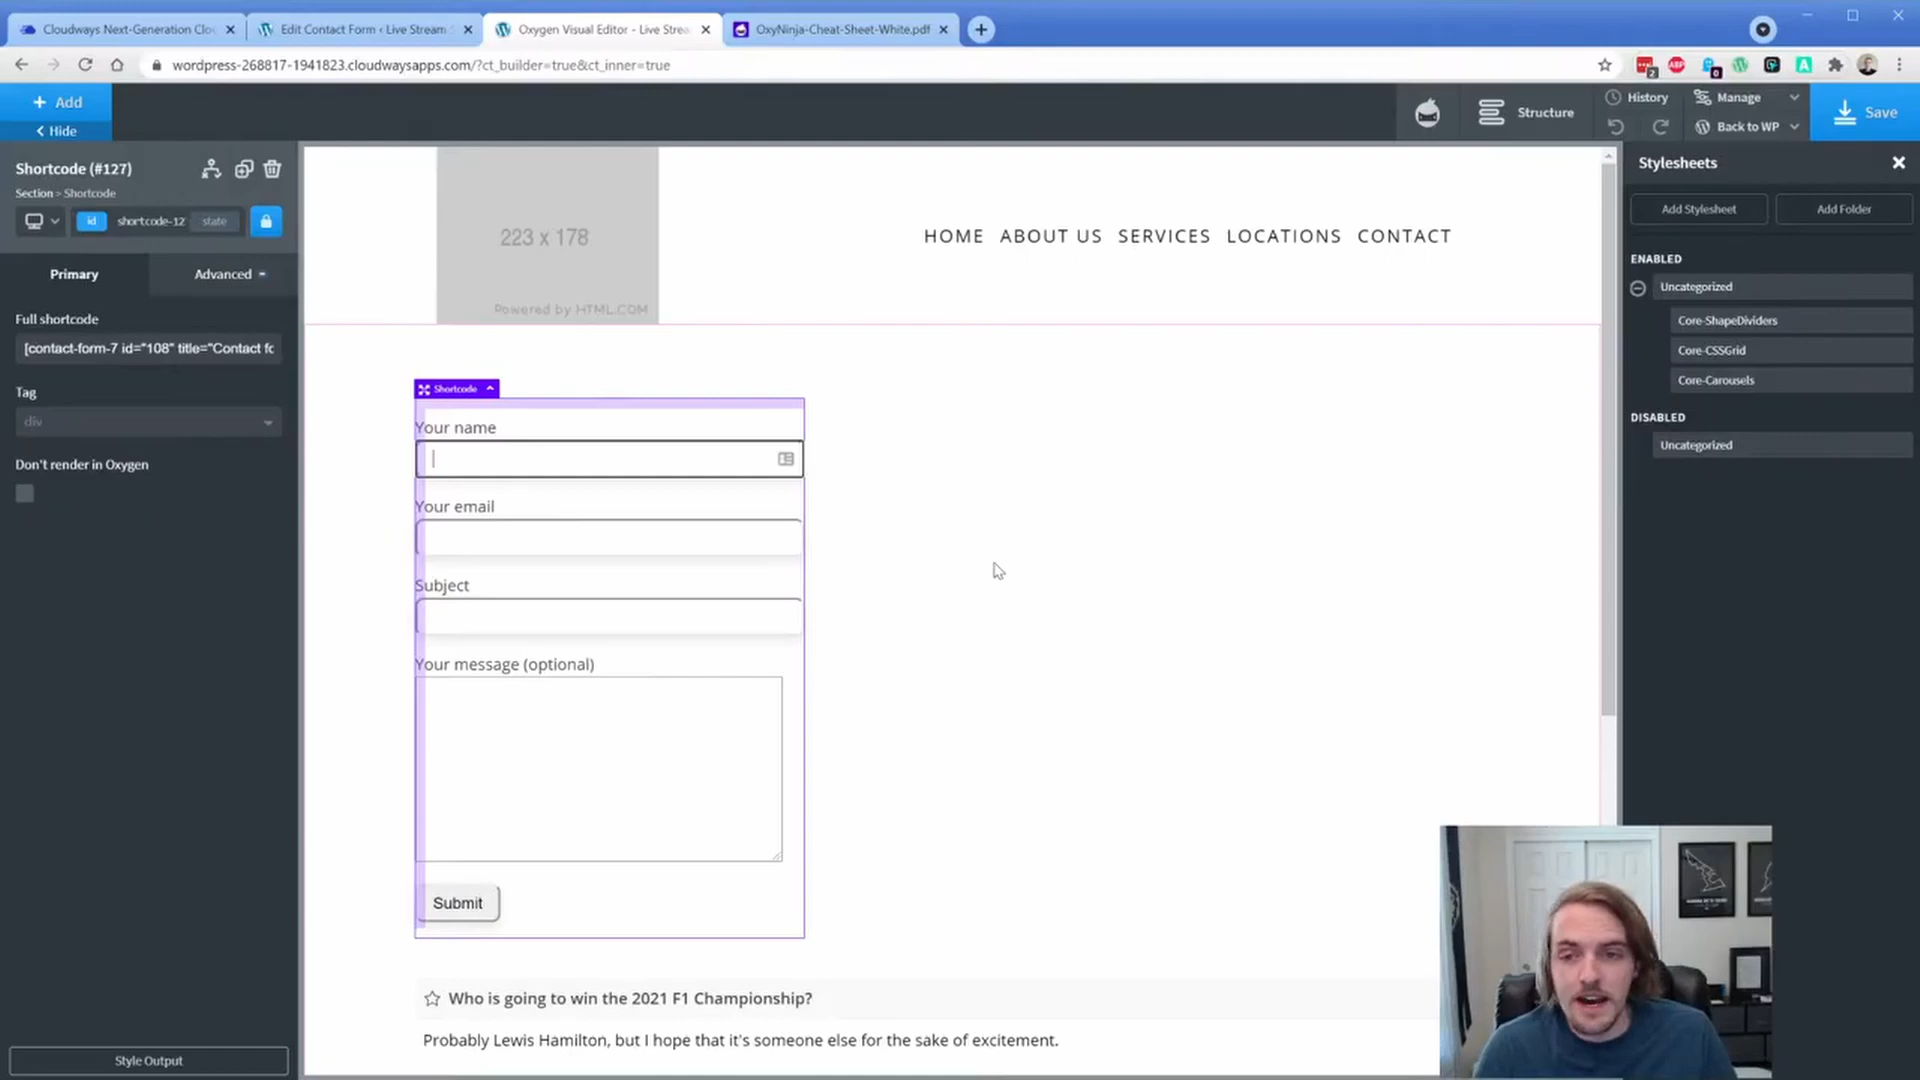 Cloudways Next-Generation Clo
Edit Contact Form ‹ Live Stream
Oxygen Visual Editor - Live Strea
OxyNinja-Cheat-Sheet-White.pdf
wordpress-268817-1941823.cloudwaysapps.com/?ct_builder=true&ct_inner=true
+ Add
Hide
Structure
History
Manage
Back to WP
Save
Shortcode (#127)
Section > Shortcode
id
shortcode-12
state
Primary
Advanced
Full shortcode
[contact-form-7 id="108" title="Contact fc
Tag
div
Don't render in Oxygen
Style Output
223 x 178
Powered by HTML.COM
HOME ABOUT US SERVICES LOCATIONS CONTACT
Shortcode
Your name
Your email
Subject
Your message (optional)
Submit
Who is going to win the 2021 F1 Championship?
Probably Lewis Hamilton, but I hope that it's someone else for the sake of excitement.
Stylesheets
Add Stylesheet
Add Folder
ENABLED
Uncategorized
Core-ShapeDividers
Core-CSSGrid
Core-Carousels
DISABLED
Uncategorized